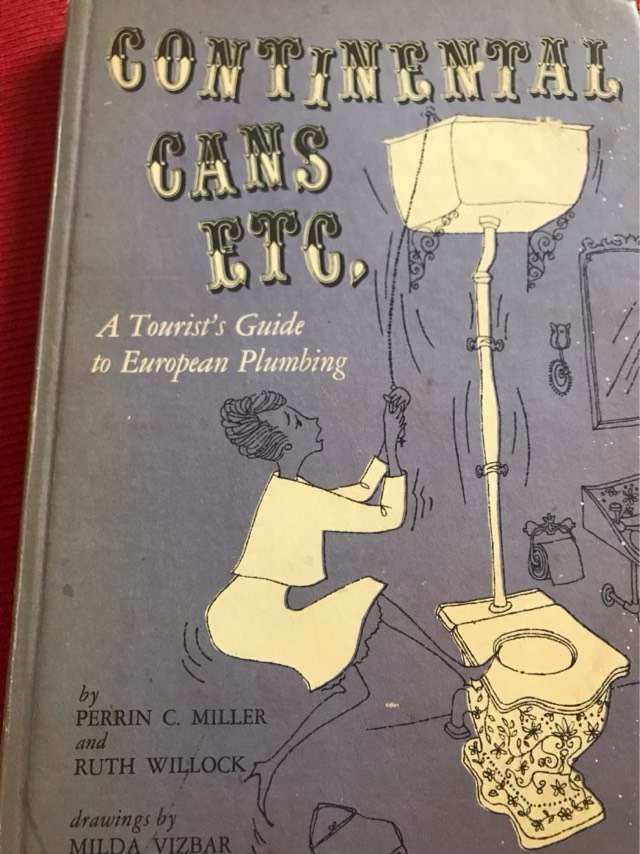 CONTINENTAL
CANS
ETC.
A Tourist's Guide
to European Plumbing
by
PERRIN C. MILLER
and
RUTH WILLOCK
drawings by
MILDA VIZBAR